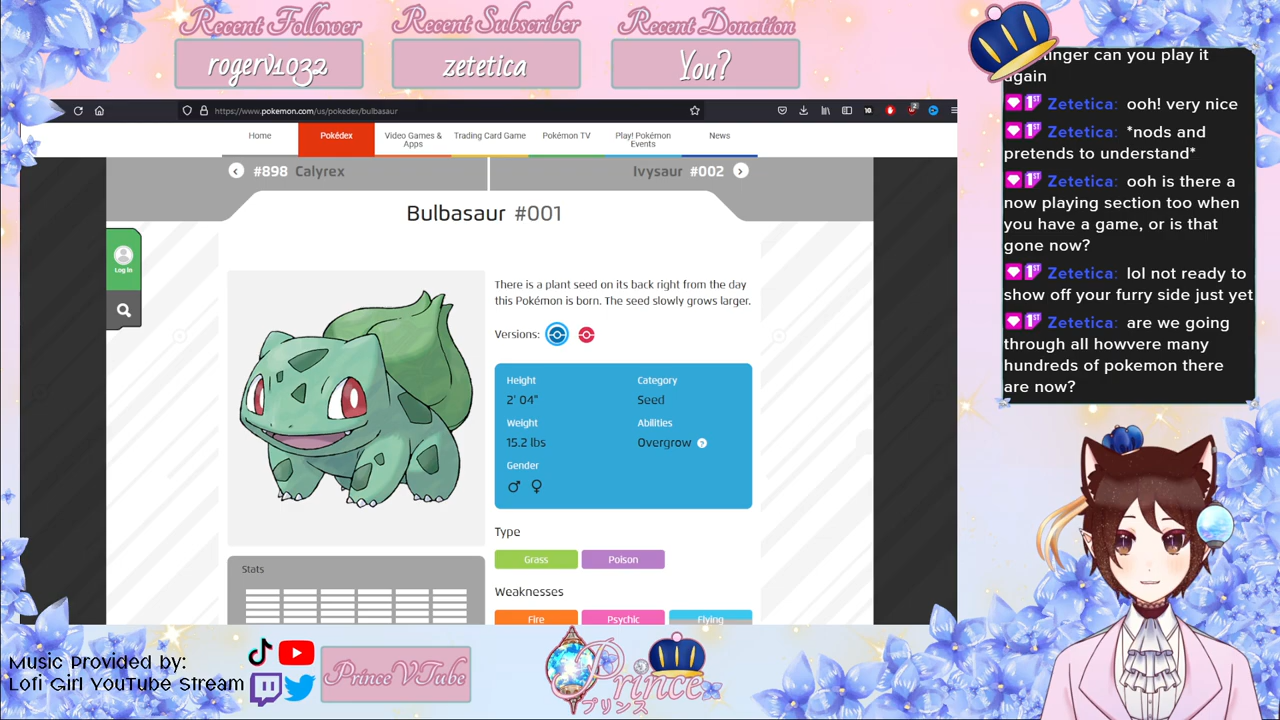 Recent Follower
rogerv1032
Recent Subscriber
zetetica
Recent Donation
You?
https://www.pokemon.com/us/pokedex/bulbasaur
Home
Pokédex
Video Games &
Apps
Trading Card Game
Pokémon TV
Play! Pokémon
Events
News
#898 Calyrex
Ivysaur #002
Bulbasaur #001
Log In
There is a plant seed on its back right from the day
this Pokémon is born. The seed slowly grows larger.
Versions:
Height
2' 04"
Weight
15.2 lbs
Gender
Category
Seed
Abilities
Overgrow
Type
Grass
Poison
Weaknesses
Fire
Psychic
Flying
Stats
can you play it
again
1st Zetetica: ooh! very nice
1st Zetetica: *nods and
pretends to understand*
1st Zetetica: ooh is there a
now playing section too when
you have a game, or is that
gone now?
1st Zetetica: lol not ready to
show off your furry side just yet
1st Zetetica: are we going
through all howvere many
hundreds of pokemon there
are now?
Music Provided by:
Lofi Girl YouTube Stream
Prince VTube
Prince
プリンス